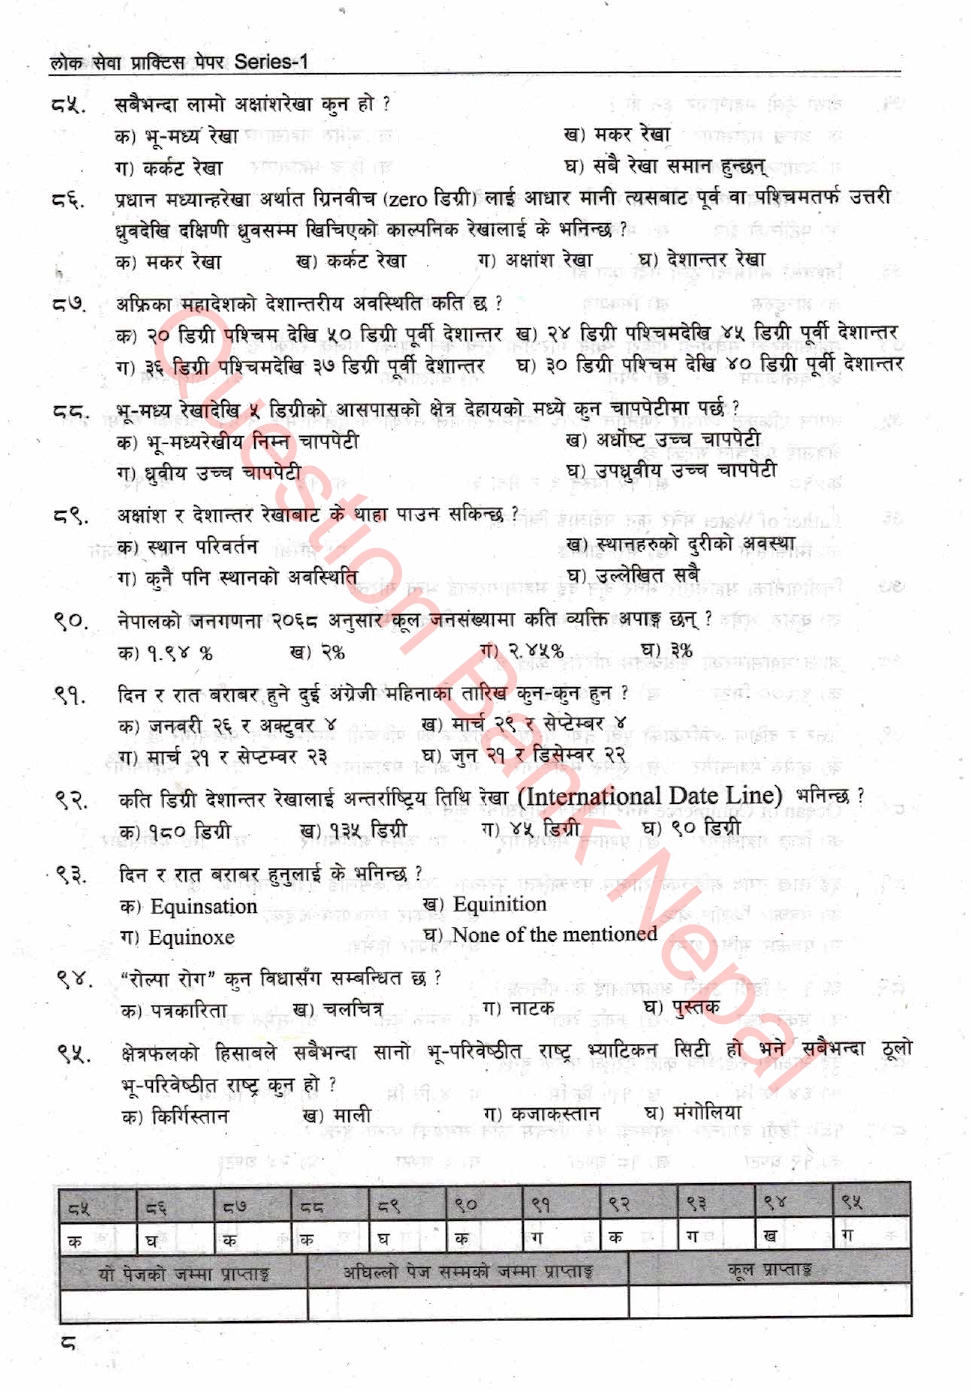 लोक सेवा प्राक्टिस पेपर Series-1
८५. सबैभन्दा लामो अक्षांशरेखा कुन हो ?
क) भू-मध्य रेखा ख) मकर रेखा
ग) कर्कट रेखा घ) सबै रेखा समान हुन्छन्
८६. प्रधान मध्यान्हरेखा अर्थात ग्रिनवीच (zero डिग्री) लाई आधार मानी त्यसबाट पूर्व वा पश्चिमतर्फ उत्तरी
ध्रुवदेखि दक्षिणी ध्रुवसम्म खिचिएको काल्पनिक रेखालाई के भनिन्छ ?
क) मकर रेखा ख) कर्कट रेखा ग) अक्षांश रेखा घ) देशान्तर रेखा
८७. अफ्रिका महादेशको देशान्तरीय अवस्थिति कति छ ?
क) २० डिग्री पश्चिम देखि ५० डिग्री पूर्वी देशान्तर ख) २४ डिग्री पश्चिमदेखि ४५ डिग्री पूर्वी देशान्तर
ग) ३६ डिग्री पश्चिमदेखि ३७ डिग्री पूर्वी देशान्तर घ) ३० डिग्री पश्चिम देखि ४० डिग्री पूर्वी देशान्तर
८८. भू-मध्य रेखादेखि ५ डिग्रीको आसपासको क्षेत्र देहायको मध्ये कुन चापपेटीमा पर्छ ?
क) भू-मध्यरेखीय निम्न चापपेटी ख) अर्धोष्ट उच्च चापपेटी
ग) ध्रुवीय उच्च चापपेटी घ) उपध्रुवीय उच्च चापपेटी
८९. अक्षांश र देशान्तर रेखाबाट के थाहा पाउन सकिन्छ ?
क) स्थान परिवर्तन ख) स्थानहरुको दुरीको अवस्था
ग) कुनै पनि स्थानको अवस्थिति घ) उल्लेखित सबै
९०. नेपालको जनगणना २०६८ अनुसार कूल जनसंख्यामा कति व्यक्ति अपाङ्ग छन् ?
क) १.९४ % ख) २% ग) २.४५% घ) ३%
९१. दिन र रात बराबर हुने दुई अंग्रेजी महिनाका तारिख कुन-कुन हुन ?
क) जनवरी २६ र अक्टुवर ४ ख) मार्च २९ र सेप्टेम्बर ४
ग) मार्च २१ र सेप्टम्वर २३ घ) जुन २१ र डिसेम्वर २२
९२. कति डिग्री देशान्तर रेखालाई अन्तर्राष्ट्रिय तिथि रेखा (International Date Line) भनिन्छ ?
क) १८० डिग्री ख) १३५ डिग्री ग) ४५ डिग्री घ) ९० डिग्री
९३. दिन र रात बराबर हुनुलाई के भनिन्छ ?
क) Equinsation ख) Equinition
ग) Equinoxe घ) None of the mentioned
९४. “रोल्पा रोग” कुन विधासँग सम्बन्धित छ ?
क) पत्रकारिता ख) चलचित्र ग) नाटक घ) पुस्तक
९५. क्षेत्रफलको हिसाबले सबैभन्दा सानो भू-परिवेष्ठीत राष्ट्र भ्याटिकन सिटी हो भने सबैभन्दा ठूलो
भू-परिवेष्ठीत राष्ट्र कुन हो ?
क) किर्गिस्तान ख) माली ग) कजाकस्तान घ) मंगोलिया
८५ ८६ ८७ ८८ ८९ ९० ९१ ९२ ९३ ९४ ९५
क घ क क घ क ग क ग ख ग
यो पेजको जम्मा प्राप्ताङ्क अघिल्लो पेज सम्मको जम्मा प्राप्ताङ्क कूल प्राप्ताङ्क
८
Question Bank Nepal